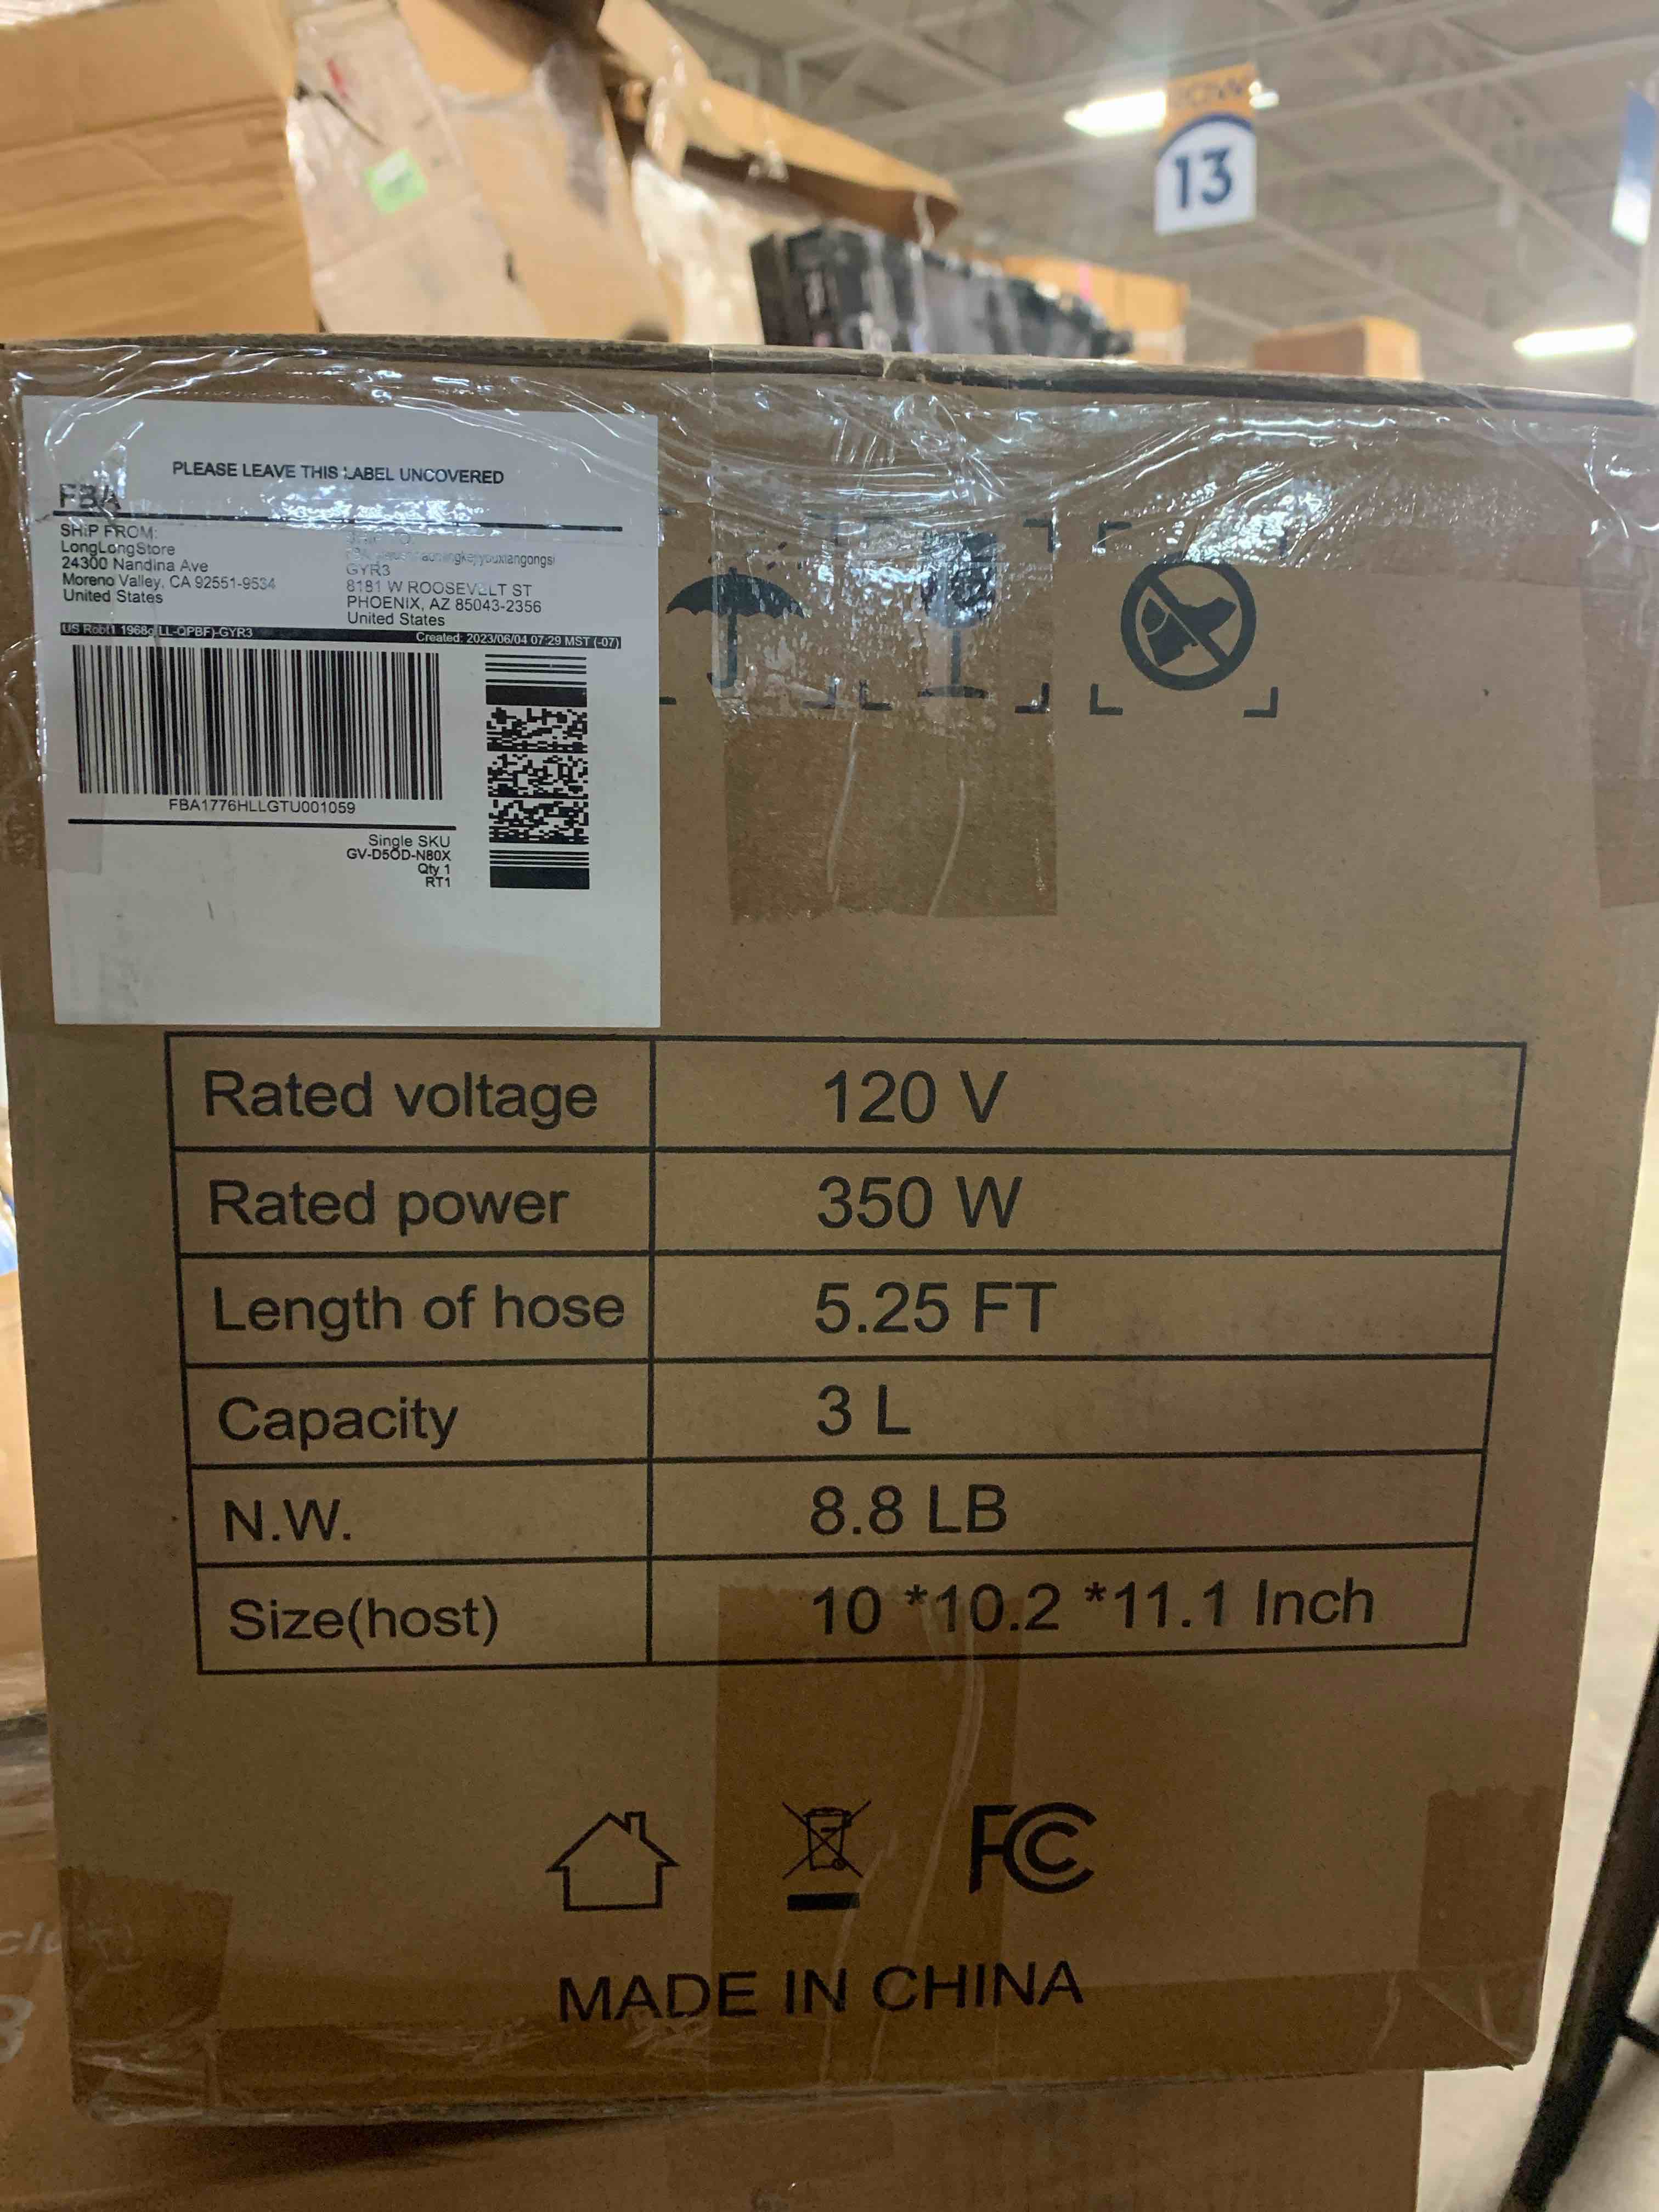 13
PLEASE LEAVE THIS LABEL UNCOVERED
FBA
SHIP FROM:
LongLongStore
24300 Nandina Ave
Moreno Valley, CA 92551-9534
United States
GYR3
8181 W ROOSEVELT ST
PHOENIX, AZ 85043-2356
United States
Created: 2023/06/04 07:29 MST (-07)
FBA1776HLLGTU001059
Single SKU
GV-D5OD-N80X
Qty 1
RT1
Rated voltage 120 V
Rated power 350 W
Length of hose 5.25 FT
Capacity 3 L
N.W. 8.8 LB
Size(host) 10 *10.2 *11.1 Inch
FC
MADE IN CHINA